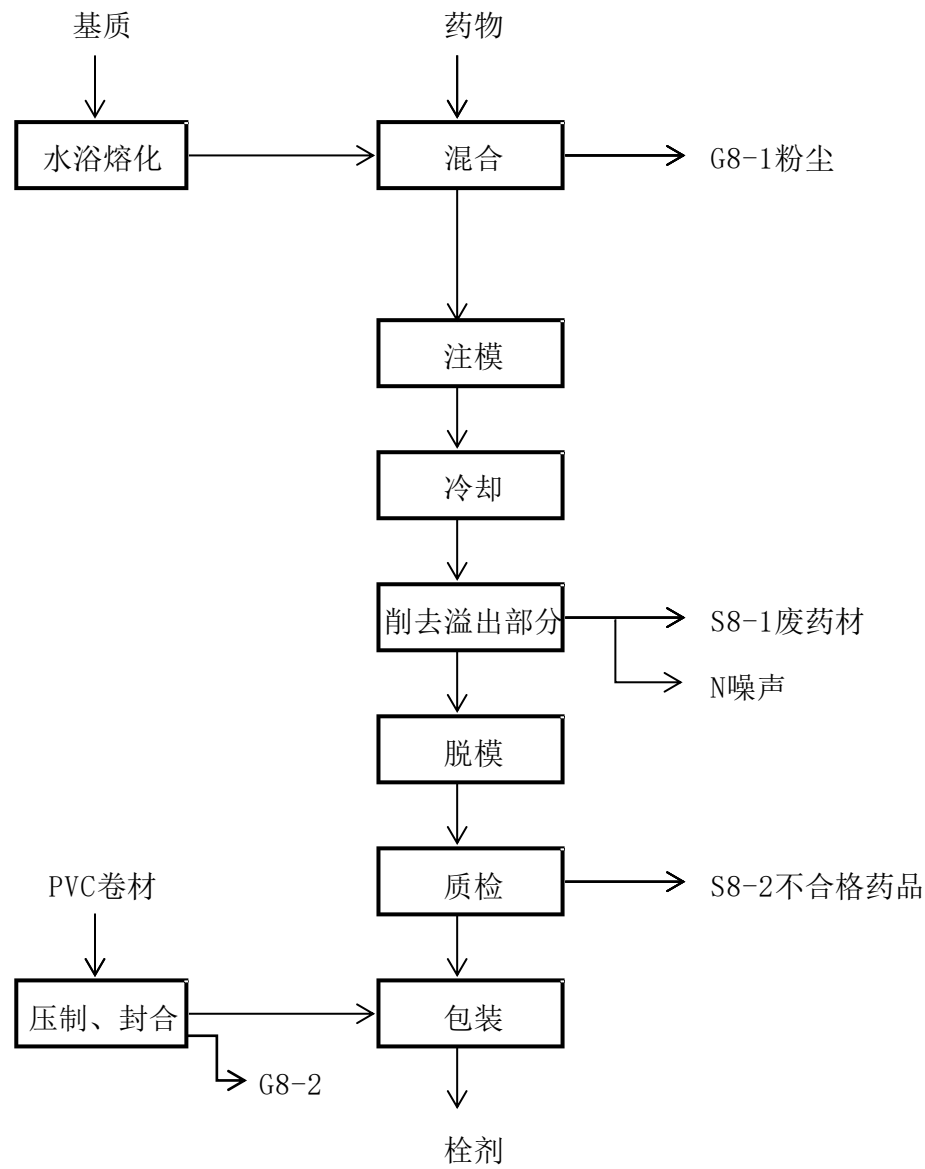 基质
药物
水浴熔化
混合
G8-1粉尘
注模
冷却
削去溢出部分
S8-1废药材
N噪声
脱模
PVC卷材
质检
S8-2不合格药品
压制、封合
包装
G8-2
栓剂